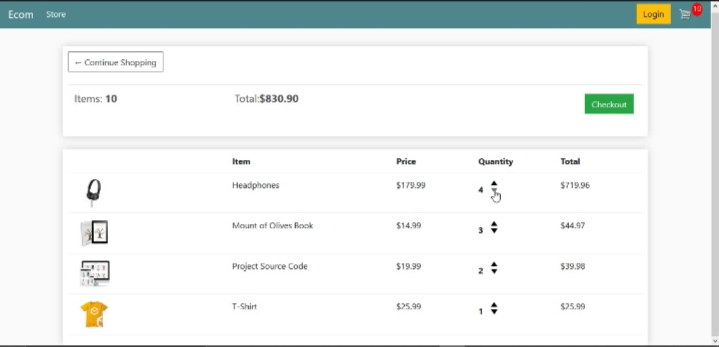 Ecom Store Login 10
← Continue Shopping
Items: 10 Total:$830.90 Checkout
Item Price Quantity Total
Headphones $179.99 4 $719.96
Mount of Olives Book $14.99 3 $44.97
Project Source Code $19.99 2 $39.98
T-Shirt $25.99 1 $25.99